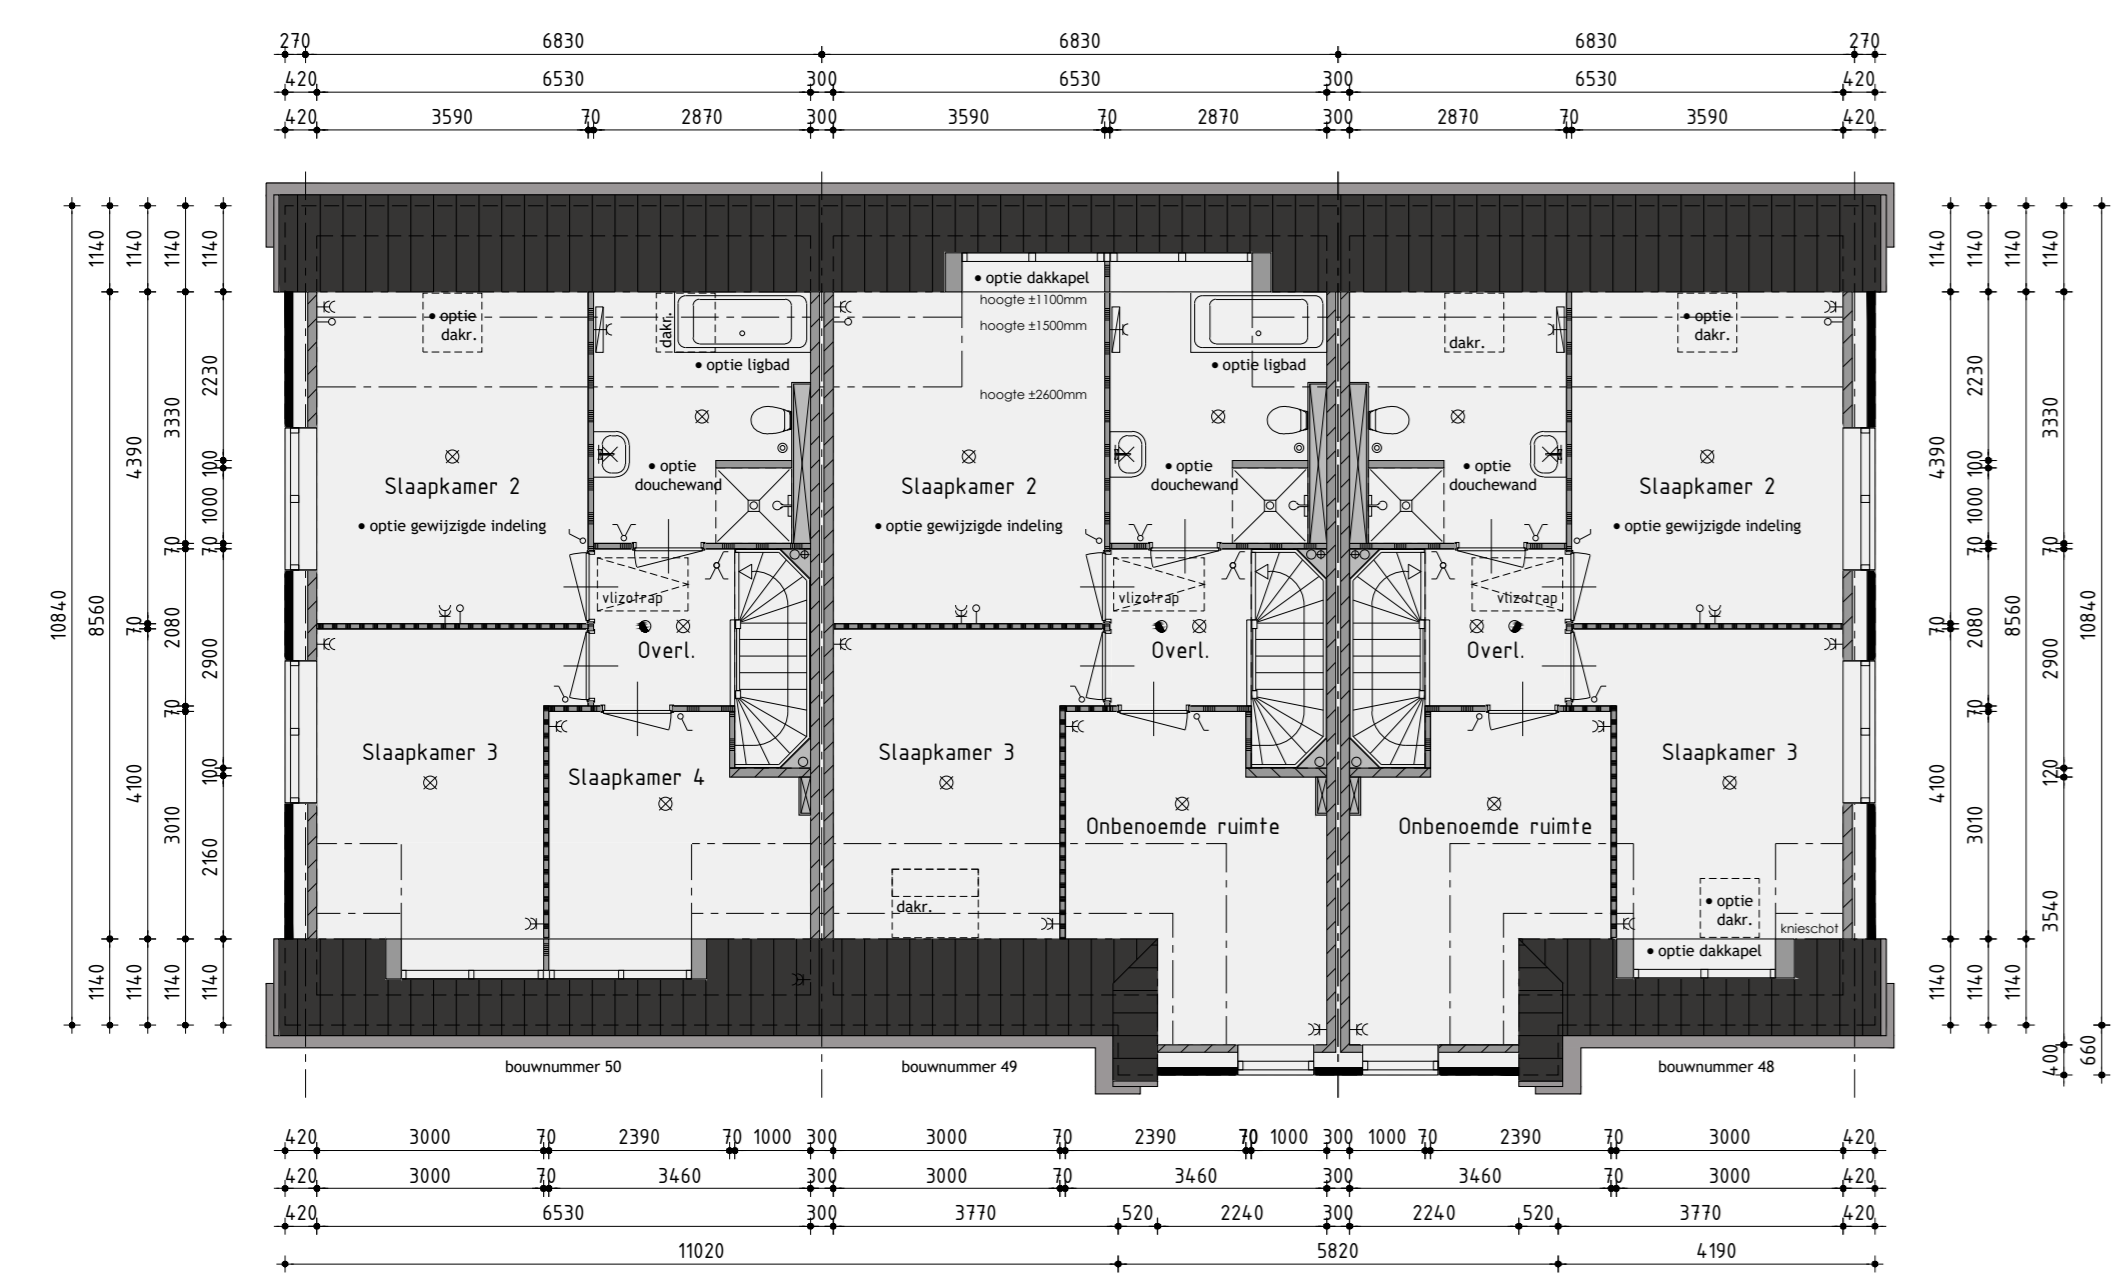 270 6830 6830 6830 270
420 6530 300 6530 300 6530 420
420 3590 70 2870 300 3590 70 2870 300 2870 70 3590 420
1140 1140 1140 1140
1140 1140 1140 1140
• optie dakkapel
hoogte ±1100mm
• optie
dakr.
dakr.
hoogte ±1500mm
dakr.
• optie
dakr.
• optie ligbad
• optie ligbad
hoogte ±2600mm
2230
3330
4390
100
1000
70 70
2230
3330
4390
100
1000
70 70
Slaapkamer 2
• optie
douchewand
Slaapkamer 2
• optie
douchewand
• optie
douchewand
Slaapkamer 2
• optie gewijzigde indeling
• optie gewijzigde indeling
• optie gewijzigde indeling
vlizotrap
vlizotrap
vlizotrap
10840
8560
70
2080
2900
70
70
2080
8560
2900
10840
70
Overl.
Overl.
Overl.
Slaapkamer 3
Slaapkamer 4
Slaapkamer 3
Slaapkamer 3
4100
100
3010
2160
4100
120
3010
3540
Onbenoemde ruimte
Onbenoemde ruimte
dakr.
• optie
dakr.
knieschot
• optie dakkapel
1140 1140 1140 1140
1140 1140 1140
400
660
bouwnummer 50
bouwnummer 49
bouwnummer 48
420 3000 70 2390 70 1000 300 3000 70 2390 70 1000 300 1000 70 2390 70 3000 420
420 3000 70 3460 300 3000 70 3460 300 3460 70 3000 420
420 6530 300 3770 520 2240 300 2240 520 3770 420
11020 5820 4190